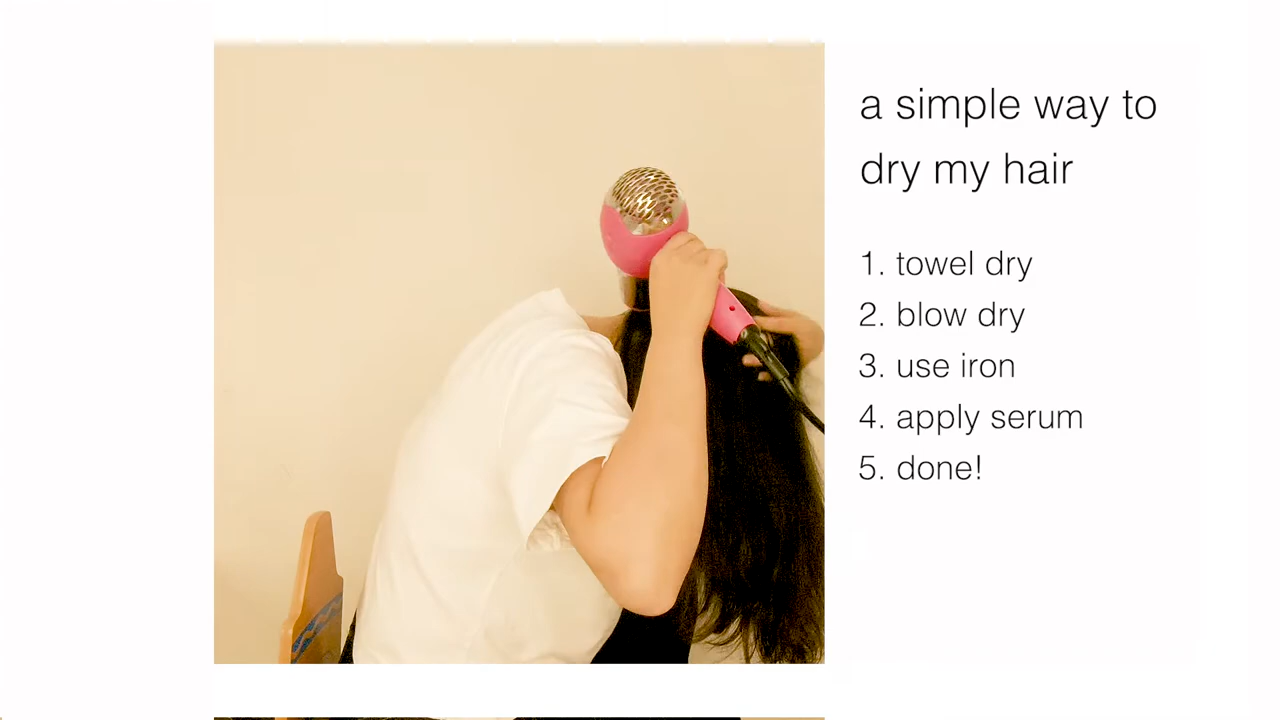 a simple way to
dry my hair
1. towel dry
2. blow dry
3. use iron
4. apply serum
5. done!